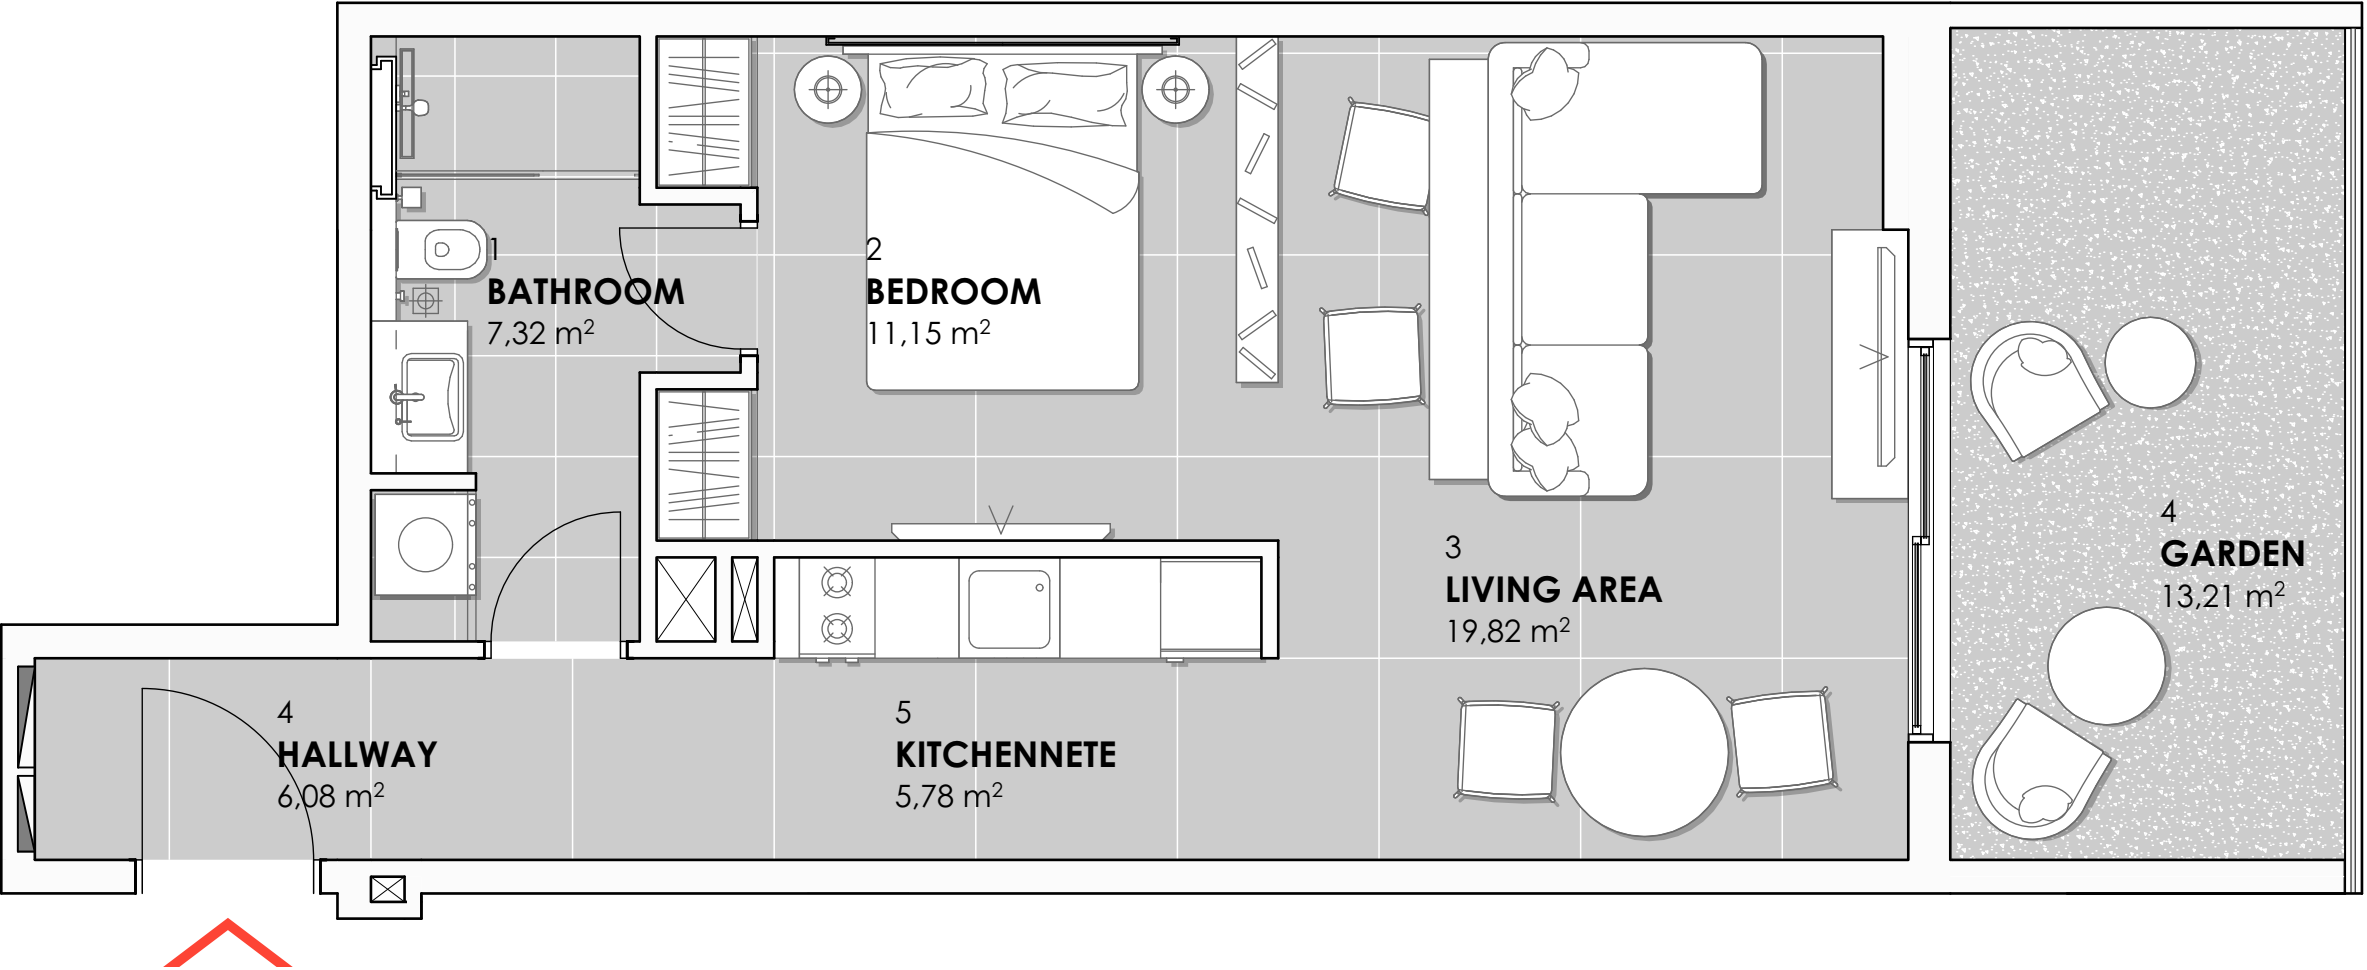 1
BATHROOM
7,32 m²
2
BEDROOM
11,15 m²
3
LIVING AREA
19,82 m²
4
GARDEN
13,21 m²
4
HALLWAY
6,08 m²
5
KITCHENNETE
5,78 m²